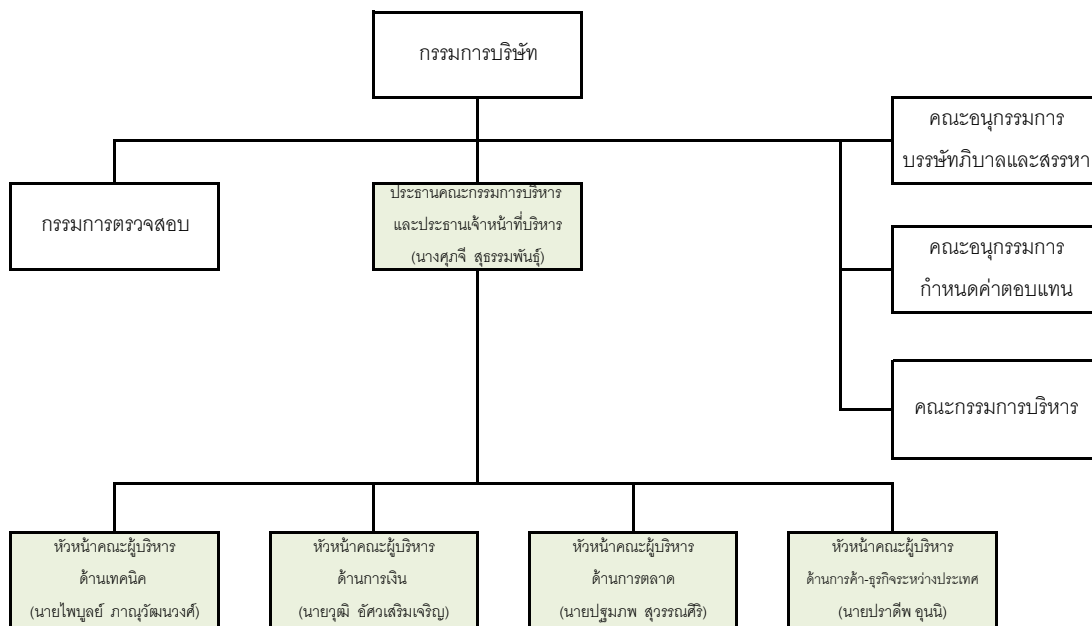 กรรมการบริษัท
คณะอนุกรรมการ
บรรษัทภิบาลและสรรหา
กรรมการตรวจสอบ
ประธานคณะกรรมการบริหาร
และประธานเจ้าหน้าที่บริหาร
(นางศุภจี สุธรรมพันธุ์)
คณะอนุกรรมการ
กำหนดค่าตอบแทน
คณะกรรมการบริหาร
หัวหน้าคณะผู้บริหาร
ด้านเทคนิค
(นายไพบูลย์ ภาณุวัฒนวงศ์)
หัวหน้าคณะผู้บริหาร
ด้านการเงิน
(นายวุฒิ อัศวเสริมเจริญ)
หัวหน้าคณะผู้บริหาร
ด้านการตลาด
(นายปฐมภพ สุวรรณศิริ)
หัวหน้าคณะผู้บริหาร
ด้านการค้า-ธุรกิจระหว่างประเทศ
(นายปราดีพ อุนนิ)